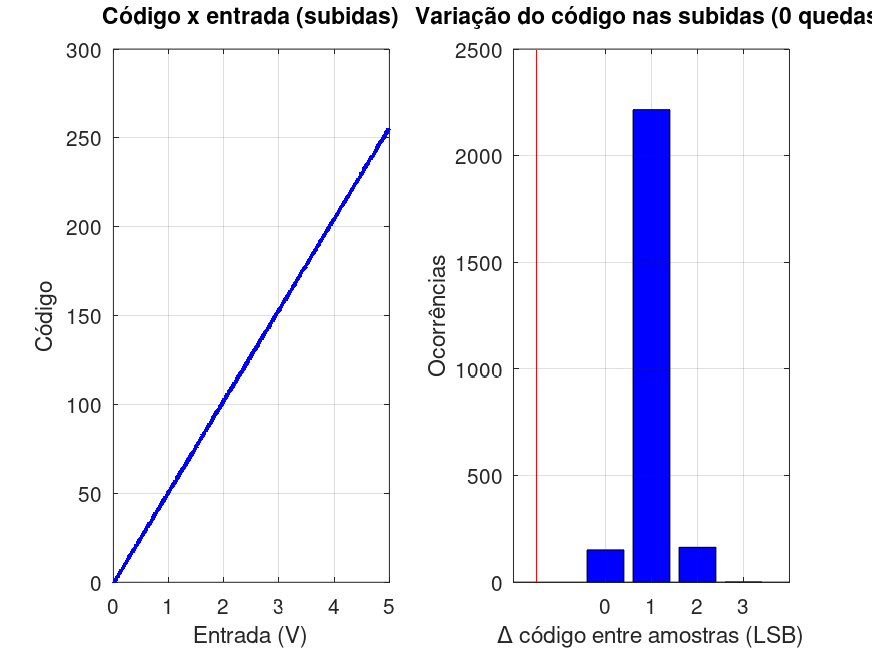 Código x entrada (subidas)
300
250
200
150
100
50
0
0 1 2 3 4 5
Código
Entrada (V)
Variação do código nas subidas (0 quedas
2500
2000
1500
1000
500
0
0 1 2 3
Ocorrências
Δ código entre amostras (LSB)